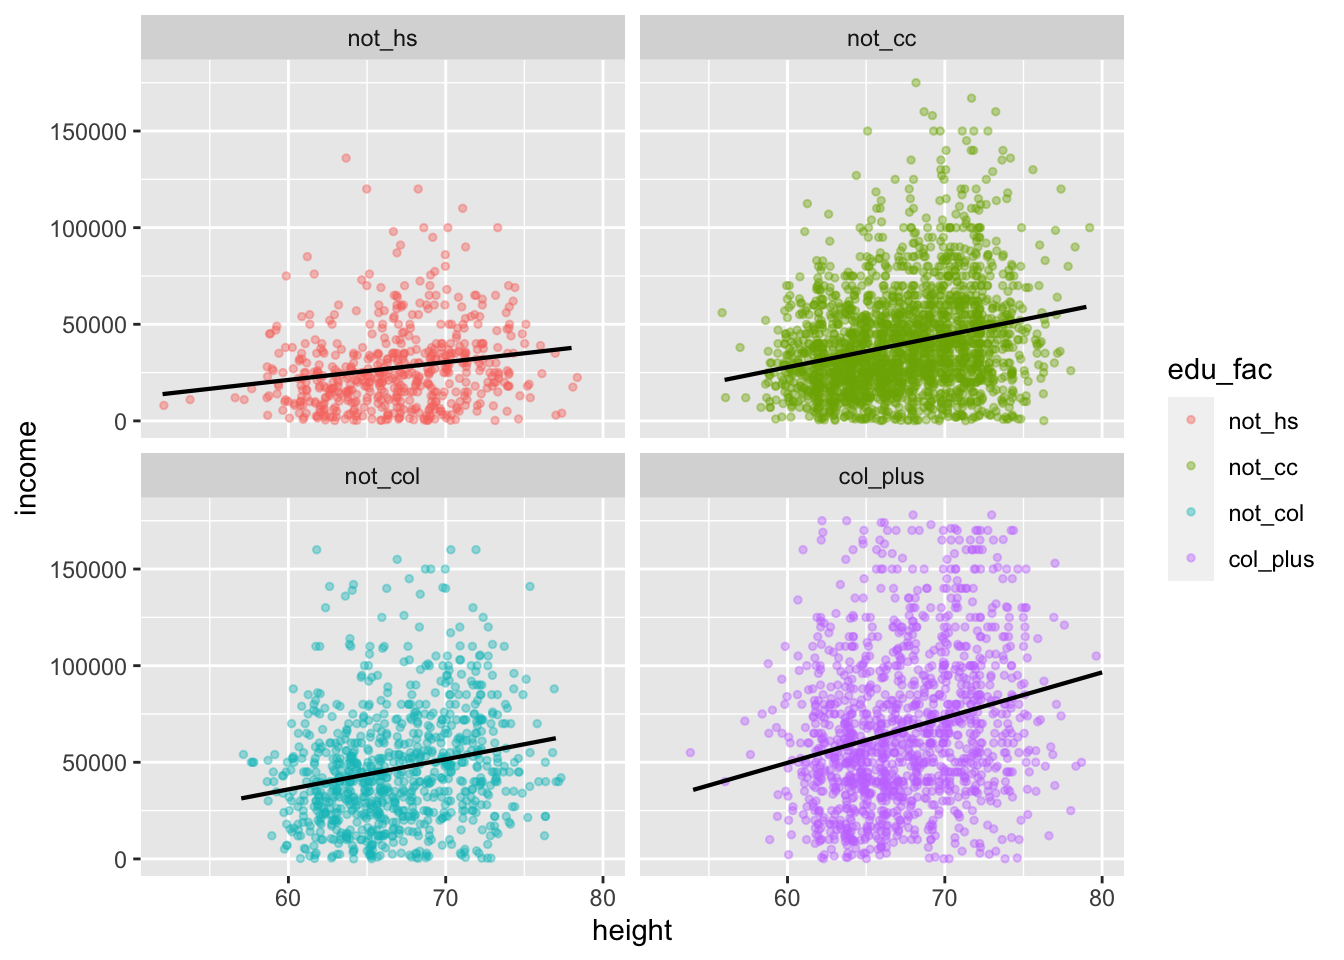 not_hs
not_cc
150000
100000
50000
0
not_col
col_plus
150000
100000
50000
0
60
70
80
60
70
80
height
income
edu_fac
not_hs
not_cc
not_col
col_plus